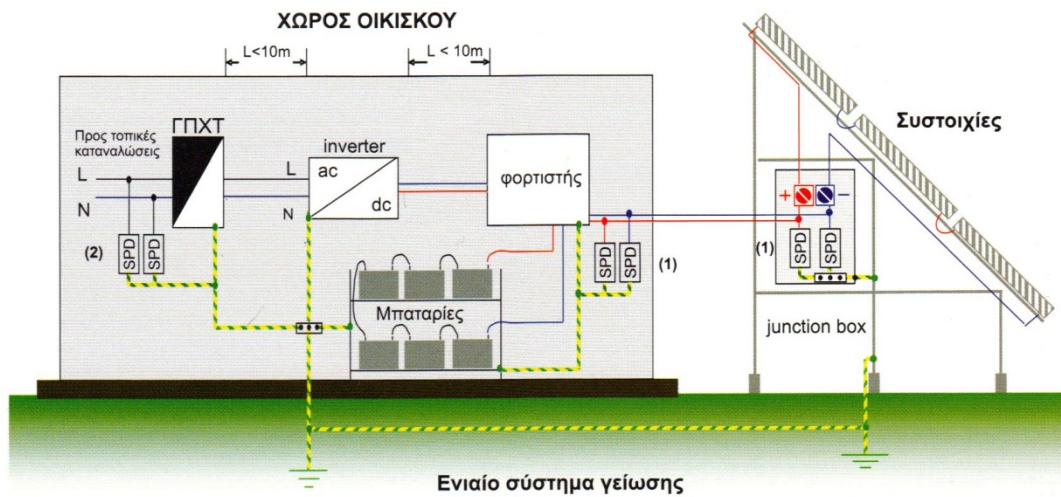 ΧΩΡΟΣ ΟΙΚΙΣΚΟΥ
L<10m
L < 10m
ΓΠΧΤ
Προς τοπικές
καταναλώσεις
L
N
L
N
inverter
ac
dc
φορτιστής
Συστοιχίες
+
−
(2)
SPD
SPD
SPD
SPD
(1)
(1)
SPD
SPD
Μπαταρίες
junction box
Ενιαίο σύστημα γείωσης